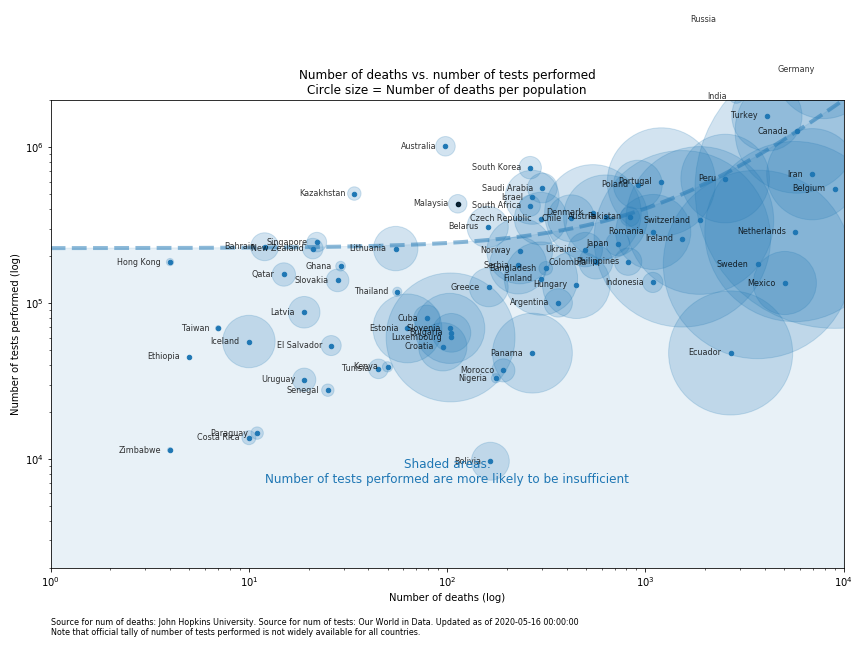 Russia
Germany
Number of deaths vs. number of tests performed
Circle size = Number of deaths per population
India
Turkey
Canada
10⁶
Australia
South Korea
Iran
Peru
Portugal
Poland
Belgium
Saudi Arabia
Kazakhstan
Israel
Malaysia
South Africa
Denmark
Austria
Pakistan
Czech Republic
Chile
Switzerland
Belarus
Romania
Netherlands
Ireland
Singapore
Bahrain
New Zealand
Lithuania
Japan
Norway
Ukraine
Hong Kong
Colombia
Philippines
Ghana
Serbia
Bangladesh
Sweden
Qatar
Slovakia
Finland
10⁵
Greece
Hungary
Indonesia
Mexico
Thailand
Argentina
Latvia
Cuba
Taiwan
Estonia
Slovenia
Bulgaria
Luxembourg
Iceland
El Salvador
Croatia
Ethiopia
Panama
Ecuador
Kenya
Tunisia
Morocco
Nigeria
Uruguay
Senegal
Paraguay
Costa Rica
Zimbabwe
10⁴
Bolivia
Shaded areas:
Number of tests performed are more likely to be insufficient
Number of tests performed (log)
10⁰ 10¹ 10² 10³ 10⁴
Number of deaths (log)
Source for num of deaths: John Hopkins University. Source for num of tests: Our World in Data. Updated as of 2020-05-16 00:00:00
Note that official tally of number of tests performed is not widely available for all countries.